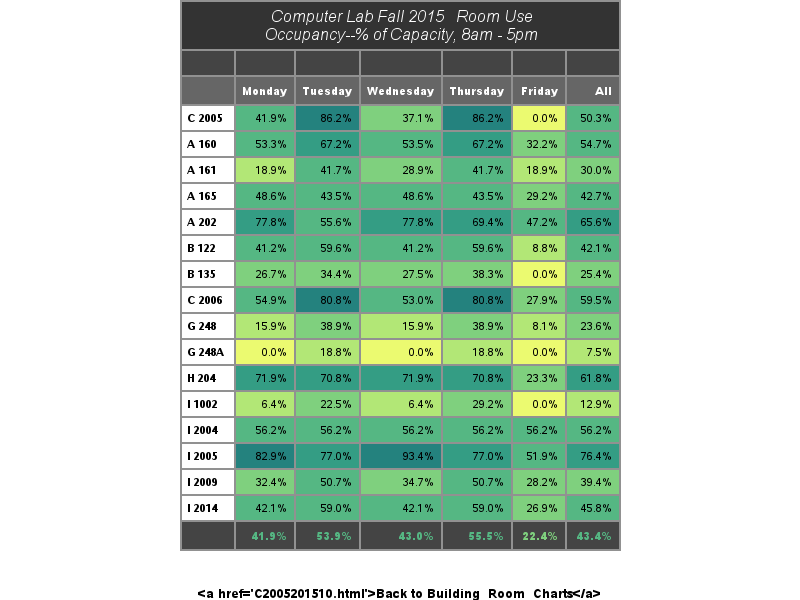 Computer Lab Fall 2015 Room Use
Occupancy--% of Capacity, 8am - 5pm
Monday Tuesday Wednesday Thursday Friday All
C 2005 41.9% 86.2% 37.1% 86.2% 0.0% 50.3%
A 160 53.3% 67.2% 53.5% 67.2% 32.2% 54.7%
A 161 18.9% 41.7% 28.9% 41.7% 18.9% 30.0%
A 165 48.6% 43.5% 48.6% 43.5% 29.2% 42.7%
A 202 77.8% 55.6% 77.8% 69.4% 47.2% 65.6%
B 122 41.2% 59.6% 41.2% 59.6% 8.8% 42.1%
B 135 26.7% 34.4% 27.5% 38.3% 0.0% 25.4%
C 2006 54.9% 80.8% 53.0% 80.8% 27.9% 59.5%
G 248 15.9% 38.9% 15.9% 38.9% 8.1% 23.6%
G 248A 0.0% 18.8% 0.0% 18.8% 0.0% 7.5%
H 204 71.9% 70.8% 71.9% 70.8% 23.3% 61.8%
I 1002 6.4% 22.5% 6.4% 29.2% 0.0% 12.9%
I 2004 56.2% 56.2% 56.2% 56.2% 56.2% 56.2%
I 2005 82.9% 77.0% 93.4% 77.0% 51.9% 76.4%
I 2009 32.4% 50.7% 34.7% 50.7% 28.2% 39.4%
I 2014 42.1% 59.0% 42.1% 59.0% 26.9% 45.8%
41.9% 53.9% 43.0% 55.5% 22.4% 43.4%
<a href='C2005201510.html'>Back to Building Room Charts</a>